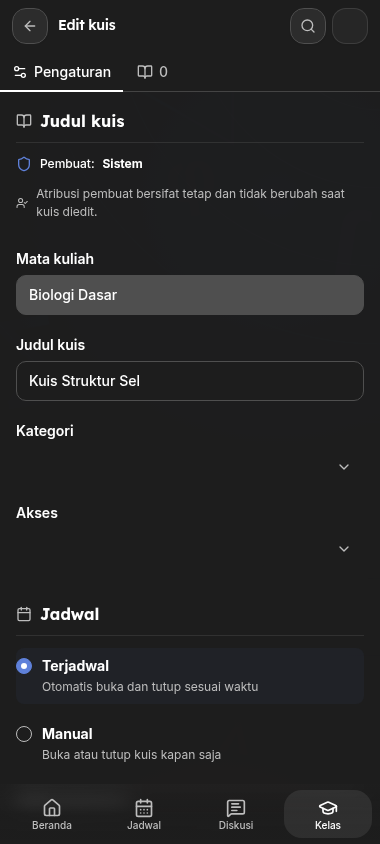 Edit kuis
Pengaturan
0
Judul kuis
Pembuat: Sistem
Atribusi pembuat bersifat tetap dan tidak berubah saat
kuis diedit.
Mata kuliah
Biologi Dasar
Judul kuis
Kuis Struktur Sel
Kategori
Akses
Jadwal
Terjadwal
Otomatis buka dan tutup sesuai waktu
Manual
Buka atau tutup kuis kapan saja
Beranda
Jadwal
Diskusi
Kelas